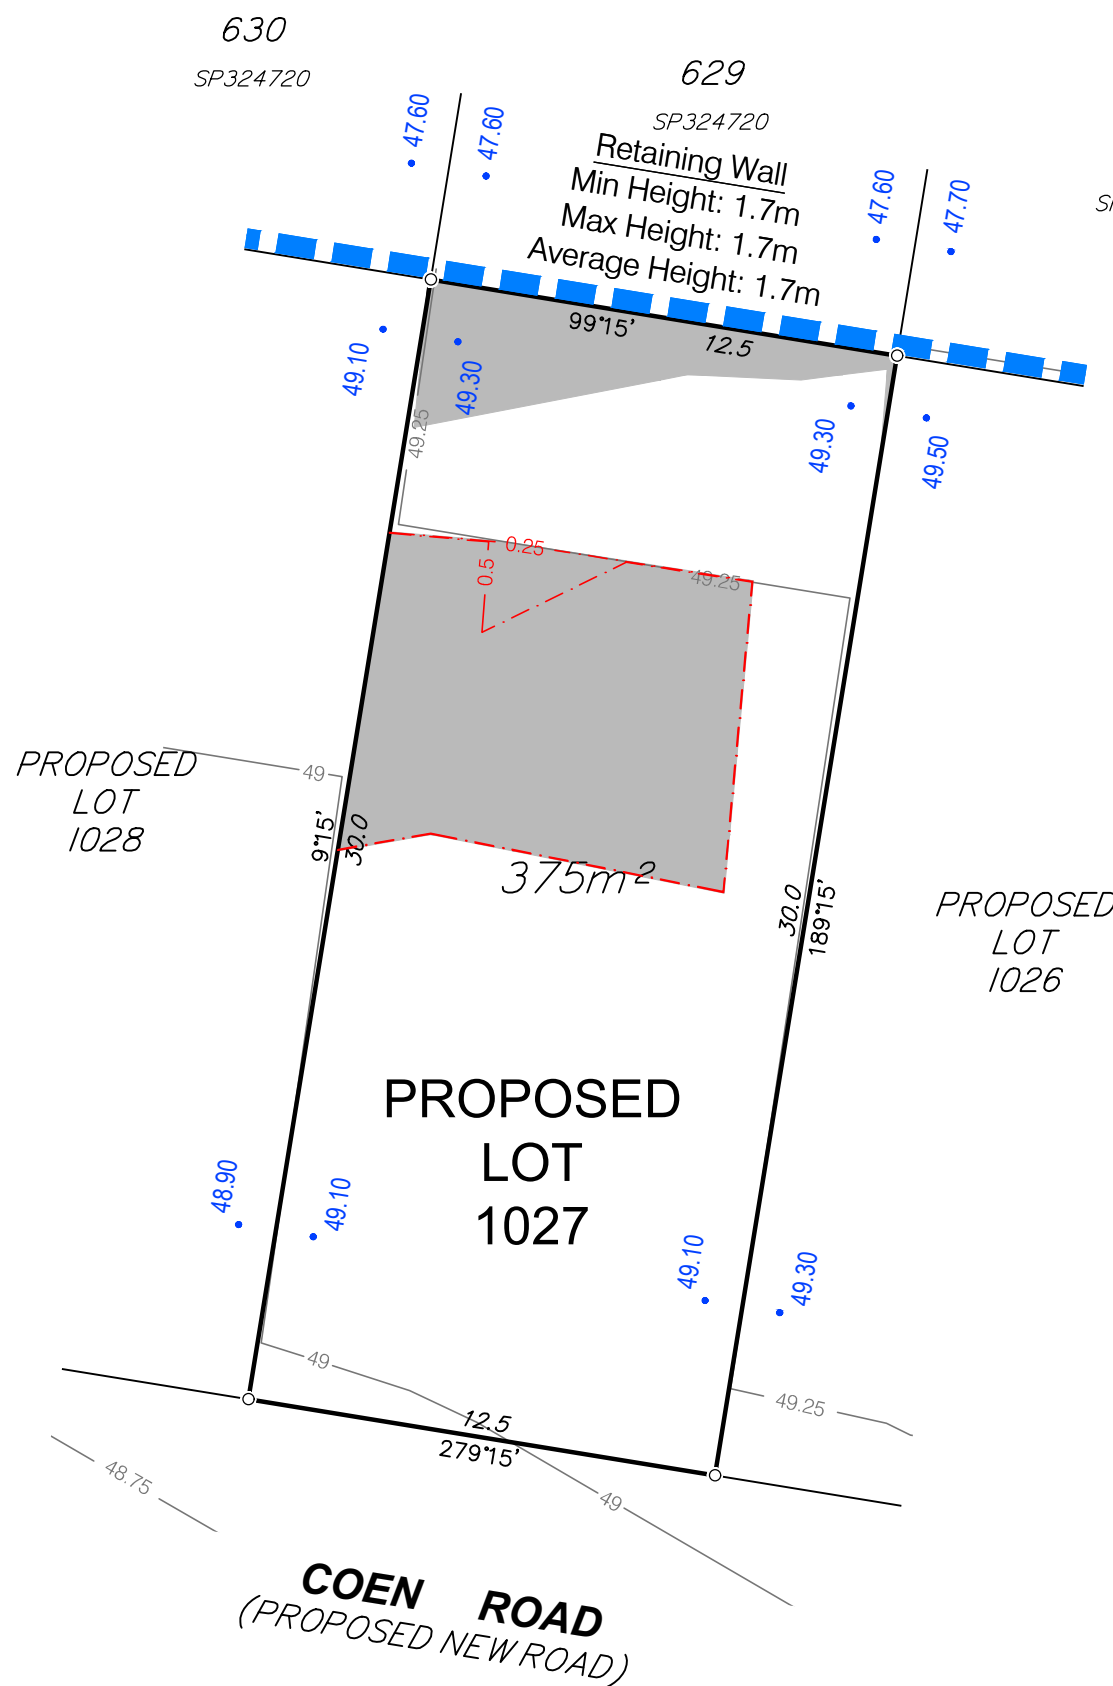 630
SP324720
629
SP324720
Retaining Wall
Min Height: 1.7m
Max Height: 1.7m
Average Height: 1.7m
47.60
47.60
47.60
47.70
99°15'
12.5
49.10
49.30
49.30
49.50
49.25
0.25
0.5
49.25
PROPOSED
LOT
1028
49
9°15'
30.0
375m²
30.0
189°15'
PROPOSED
LOT
1026
PROPOSED
LOT
1027
48.90
49.10
49.10
49.30
49
49.25
12.5
279°15'
48.75
49
COEN ROAD
(PROPOSED NEW ROAD)